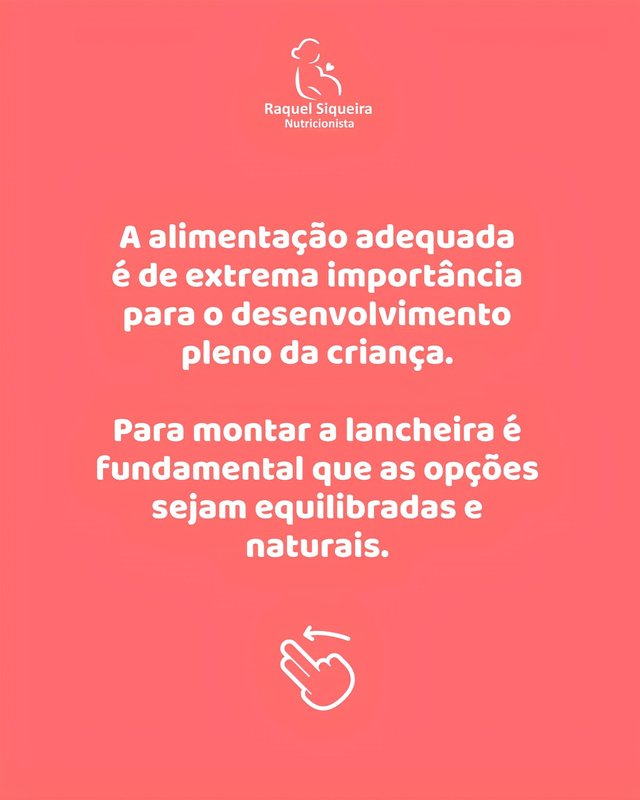 Raquel Siqueira
Nutricionista
A alimentação adequada
é de extrema importância
para o desenvolvimento
pleno da criança.
Para montar a lancheira é
fundamental que as opções
sejam equilibradas e
naturais.